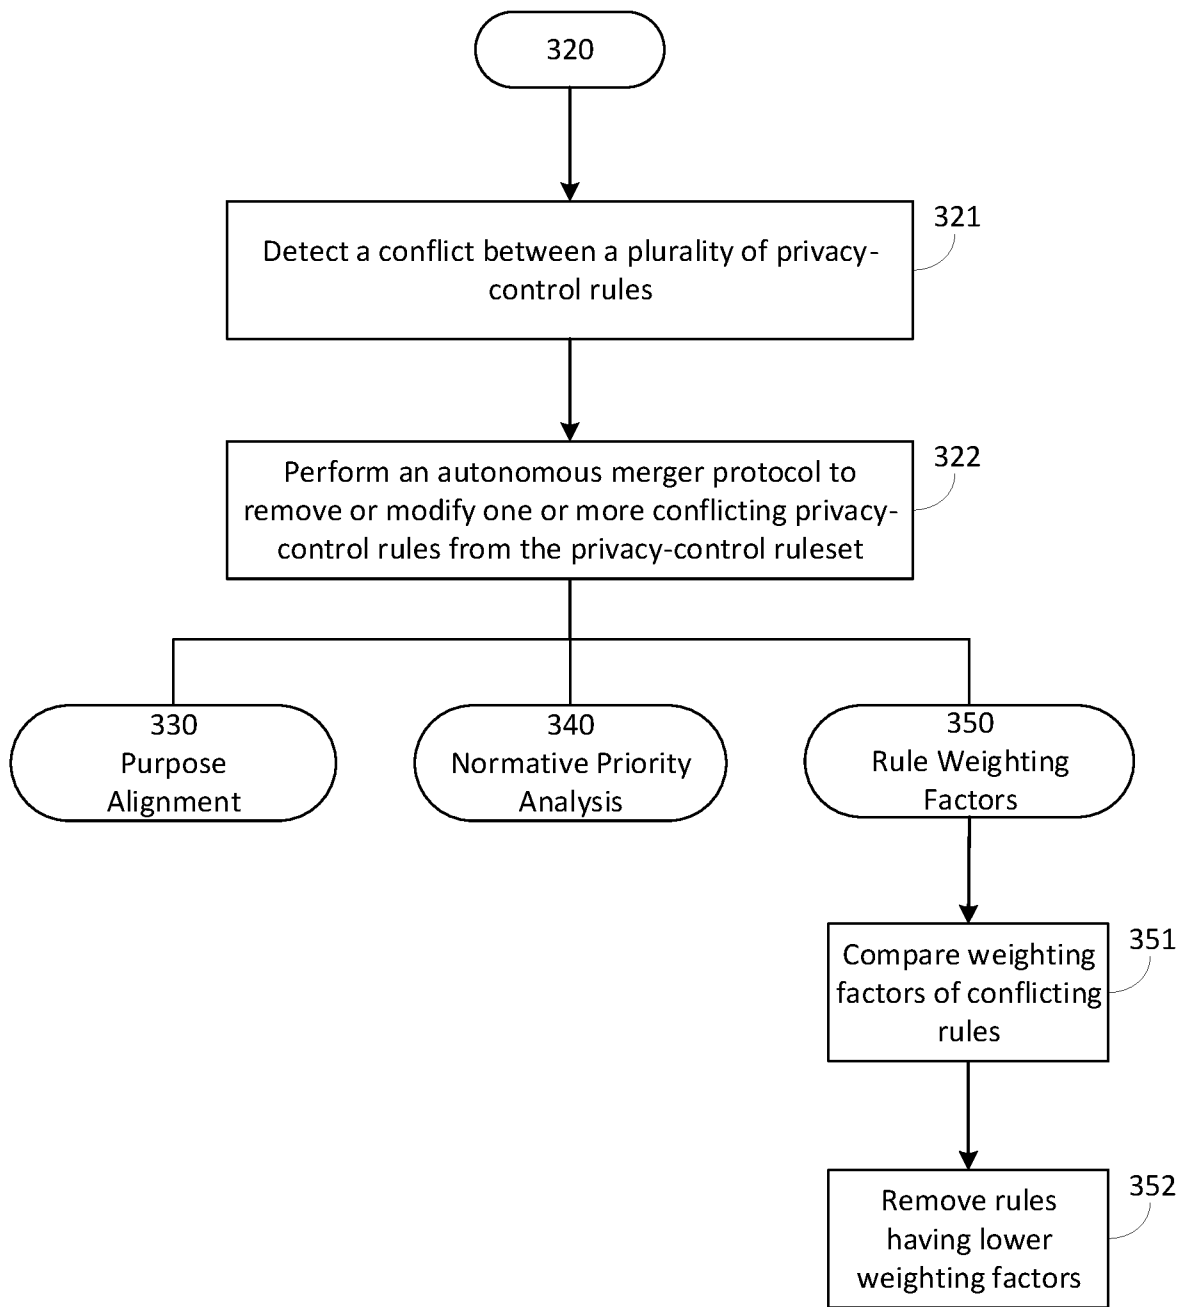 320
321
Detect a conflict between a plurality of privacy-
control rules
322
Perform an autonomous merger protocol to
remove or modify one or more conflicting privacy-
control rules from the privacy-control ruleset
330
Purpose
Alignment
340
Normative Priority
Analysis
350
Rule Weighting
Factors
351
Compare weighting
factors of conflicting
rules
352
Remove rules
having lower
weighting factors